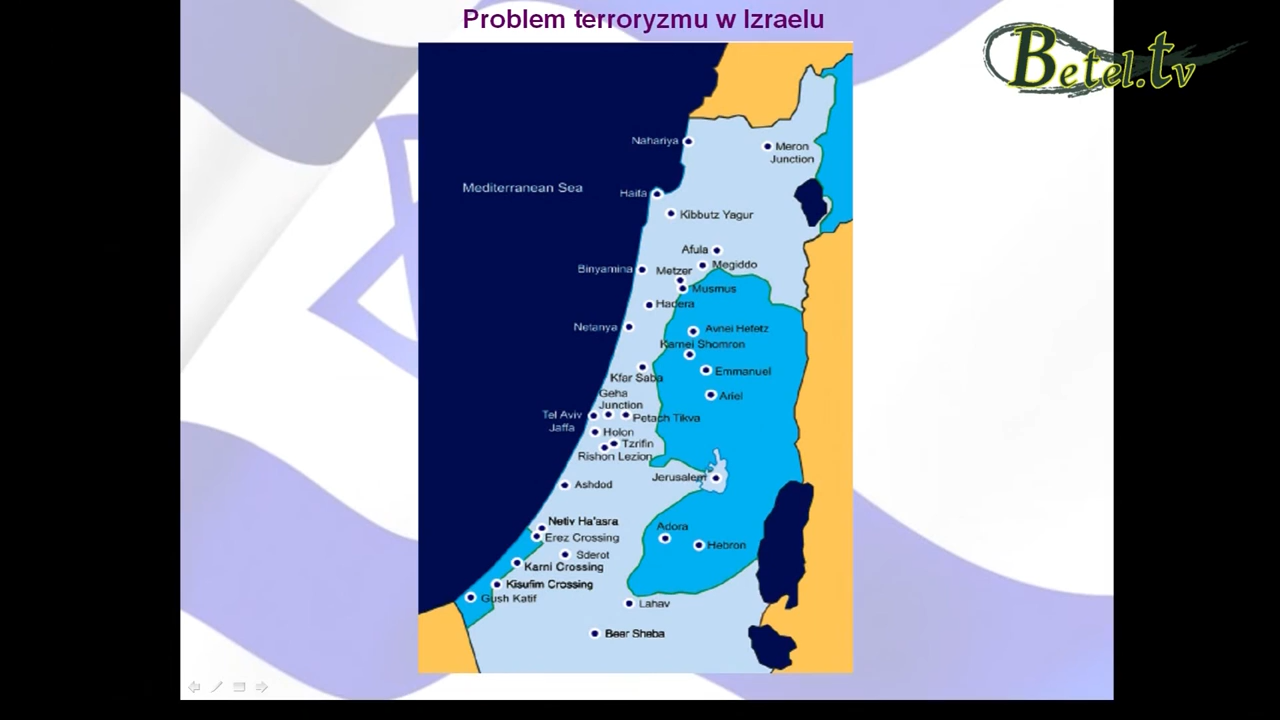 Problem terroryzmu w Izraelu
Betel.tv
Nahariya
Meron
Junction
Mediterranean Sea
Haifa
Kibbutz Yagur
Afula
Megiddo
Binyamina
Metzer
Musmus
Hadera
Netanya
Avnei Hefetz
Karnei Shomron
Emmanuel
Kfar Saba
Ariel
Geha
Junction
Tel Aviv
Jaffa
Petach Tikva
Holon
Tzrifin
Rishon Lezion
Jerusalem
Ashdod
Netiv Ha'asra
Adora
Erez Crossing
Hebron
Sderot
Karni Crossing
Kisufim Crossing
Gush Katif
Lahav
Beer Sheba